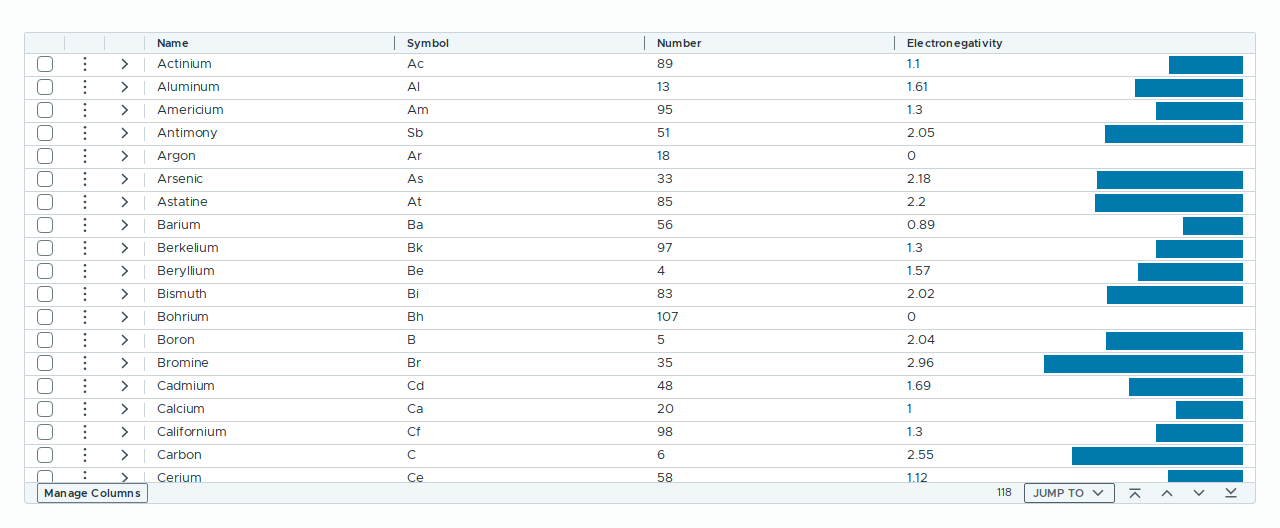 Name Symbol Number Electronegativity
Actinium Ac 89 1.1
Aluminum Al 13 1.61
Americium Am 95 1.3
Antimony Sb 51 2.05
Argon Ar 18 0
Arsenic As 33 2.18
Astatine At 85 2.2
Barium Ba 56 0.89
Berkelium Bk 97 1.3
Beryllium Be 4 1.57
Bismuth Bi 83 2.02
Bohrium Bh 107 0
Boron B 5 2.04
Bromine Br 35 2.96
Cadmium Cd 48 1.69
Calcium Ca 20 1
Californium Cf 98 1.3
Carbon C 6 2.55
Cerium Ce 58 1.12
Manage Columns 118 JUMP TO